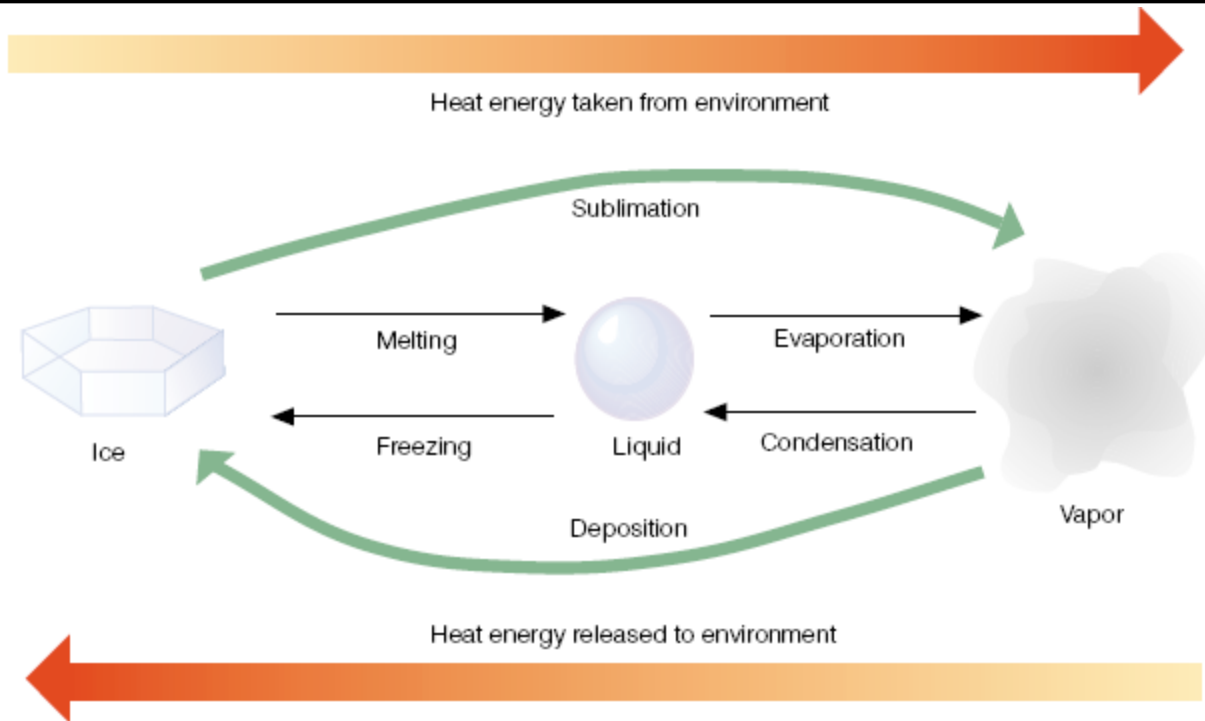 Heat energy taken from environment
Sublimation
Melting
Evaporation
Freezing
Condensation
Ice
Liquid
Vapor
Deposition
Heat energy released to environment